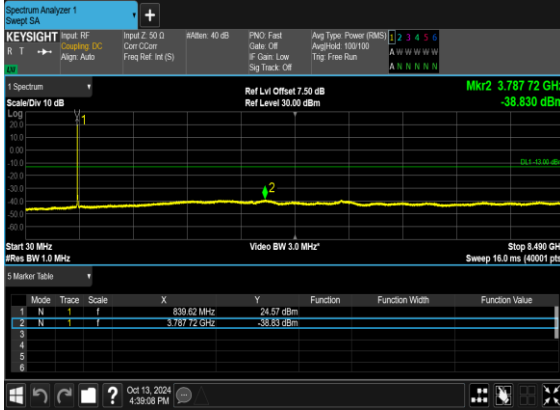 Spectrum Analyzer 1
Swept SA
+
KEYSIGHT Input: RF Input Z: 50 Ω #Atten: 40 dB PNO: Fast Avg Type: Power (RMS) 1 2 3 4 5 6
R T Coupling: DC Corr CCorr Gate: Off Avg|Hold: 100/100 A W W W W W
Align: Auto Freq Ref: Int (S) IF Gain: Low Trig: Free Run
Sig Track: Off A N N N N N
1 Spectrum
Scale/Div 10 dB Ref Lvl Offset 7.50 dB Mkr2 3.787 72 GHz
Ref Level 30.00 dBm -38.830 dBm
Log
20.0
10.0
0.00
-10.0
-20.0
-30.0
-40.0
-50.0
-60.0
1
2
DL1 -13.00 dBm
Start 30 MHz Video BW 3.0 MHz* Stop 8.490 GHz
#Res BW 1.0 MHz Sweep 16.0 ms (40001 pts)
5 Marker Table
Mode Trace Scale X Y Function Function Width Function Value
1 N 1 f 839.62 MHz 24.57 dBm
2 N 1 f 3.787 72 GHz -38.83 dBm
3
4
5
6
? Oct 13, 2024
4:39:08 PM